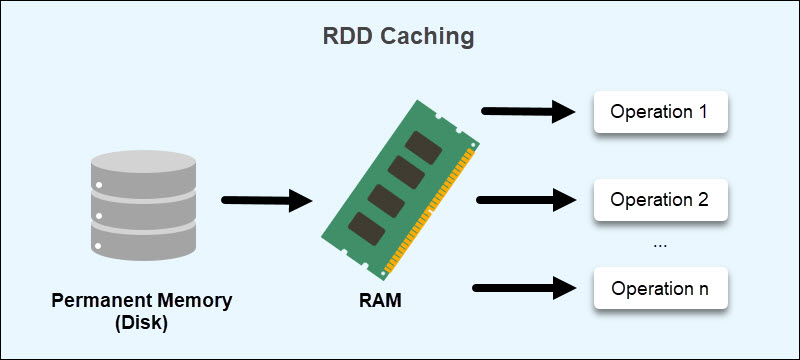 RDD Caching
Operation 1
Operation 2
...
Operation n
Permanent Memory
(Disk)
RAM